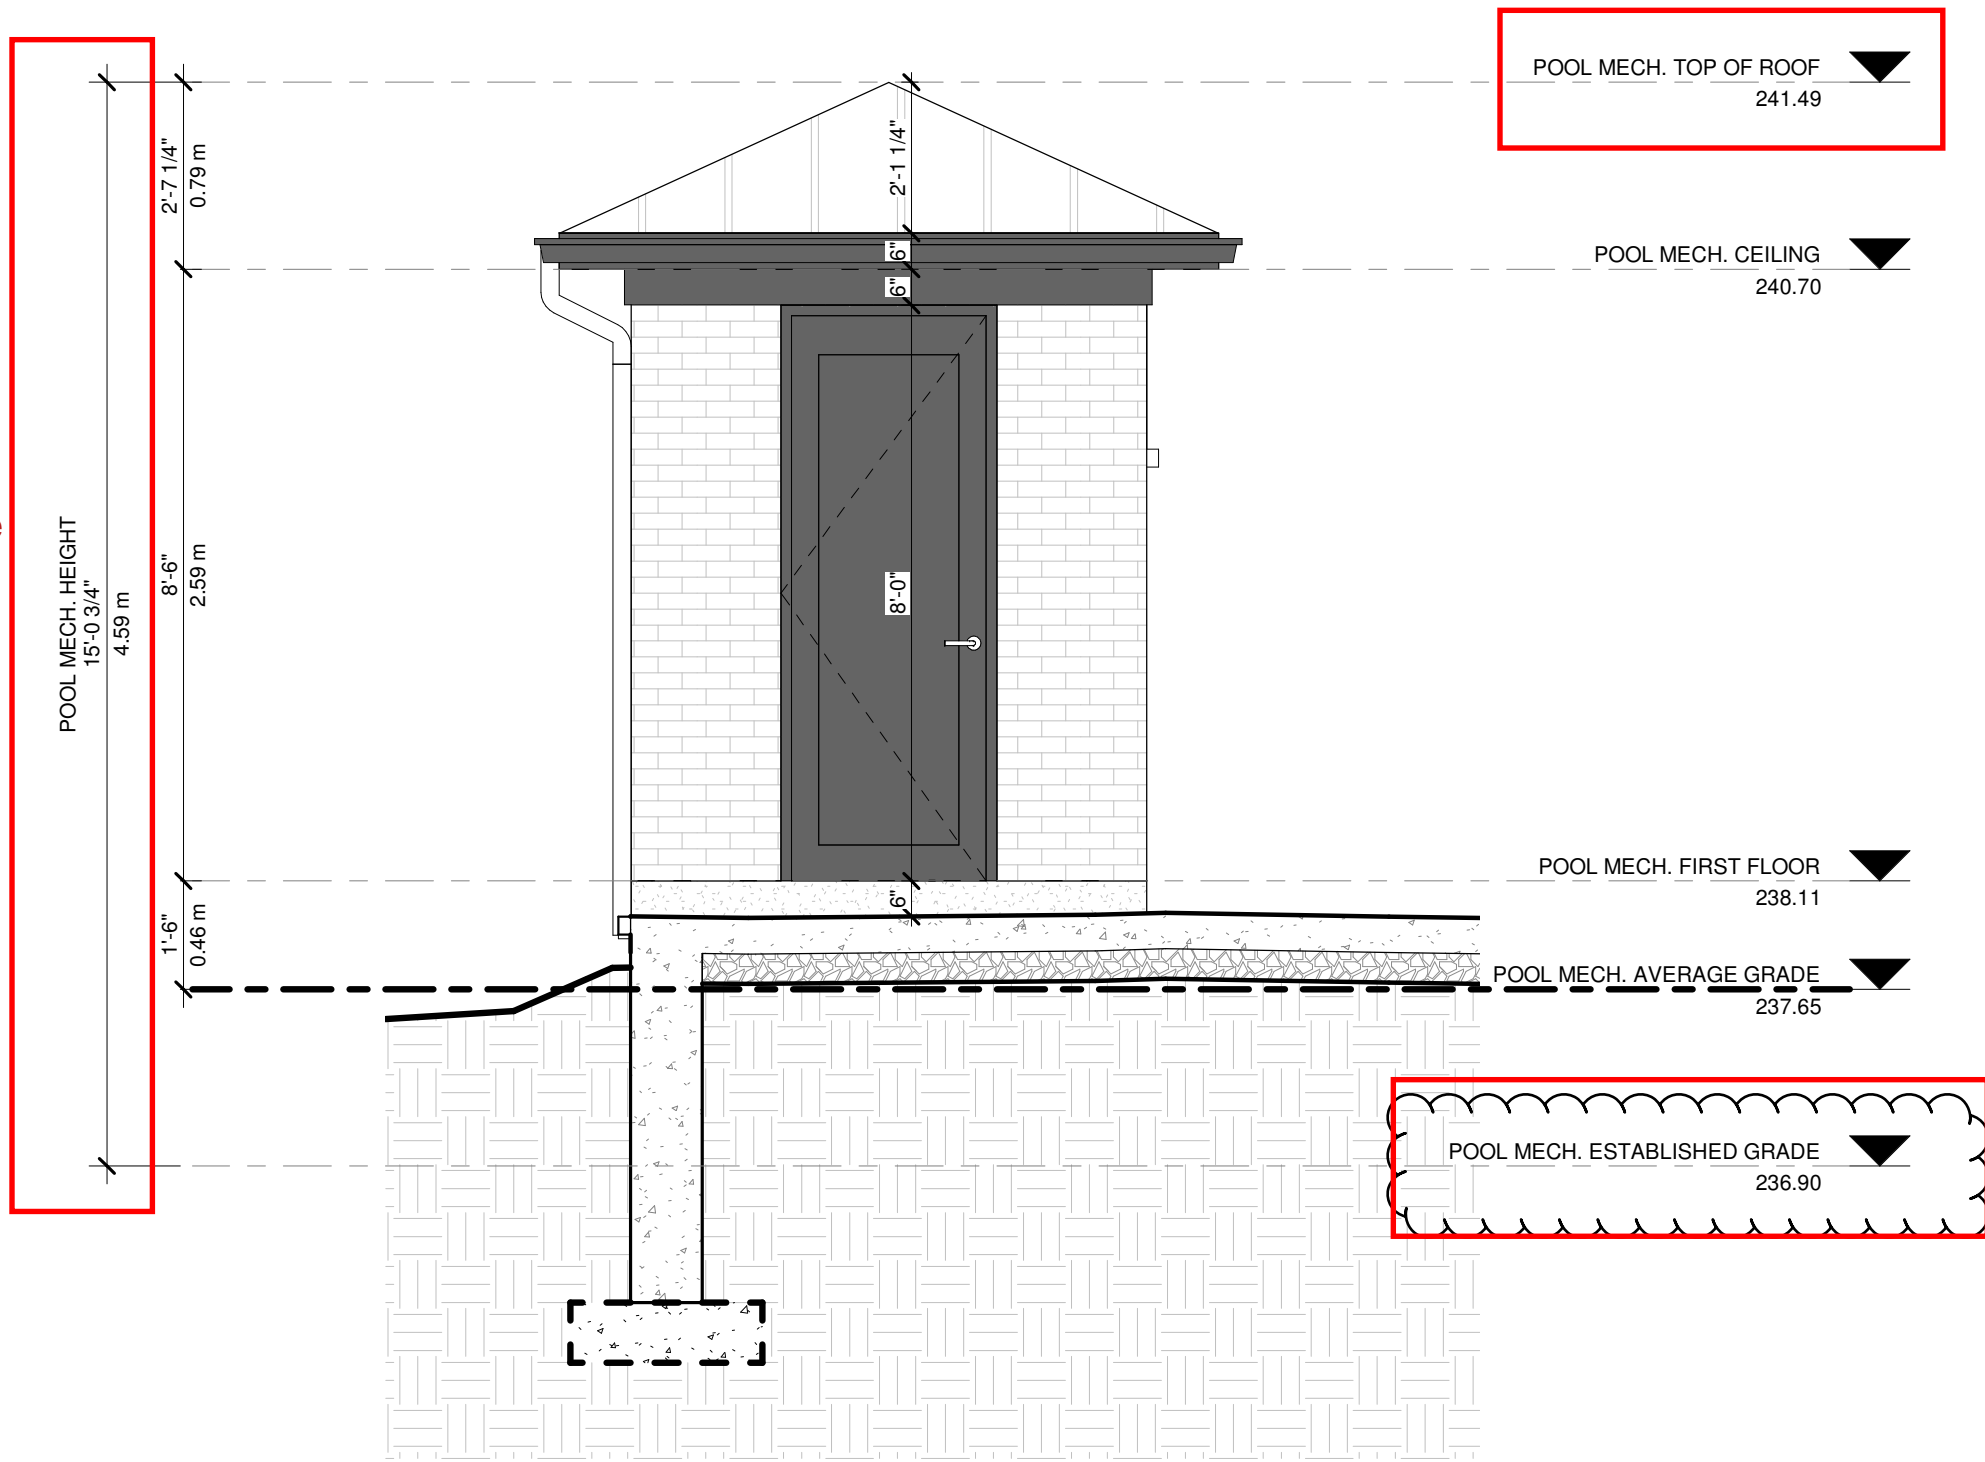 POOL MECH. HEIGHT
15'-0 3/4"
4.59 m
2'-7 1/4"
0.79 m
8'-6"
2.59 m
1'-6"
0.46 m
2'-1 1/4"
6"
6"
8'-0"
6"
POOL MECH. TOP OF ROOF
241.49
POOL MECH. CEILING
240.70
POOL MECH. FIRST FLOOR
238.11
POOL MECH. AVERAGE GRADE
237.65
POOL MECH. ESTABLISHED GRADE
236.90